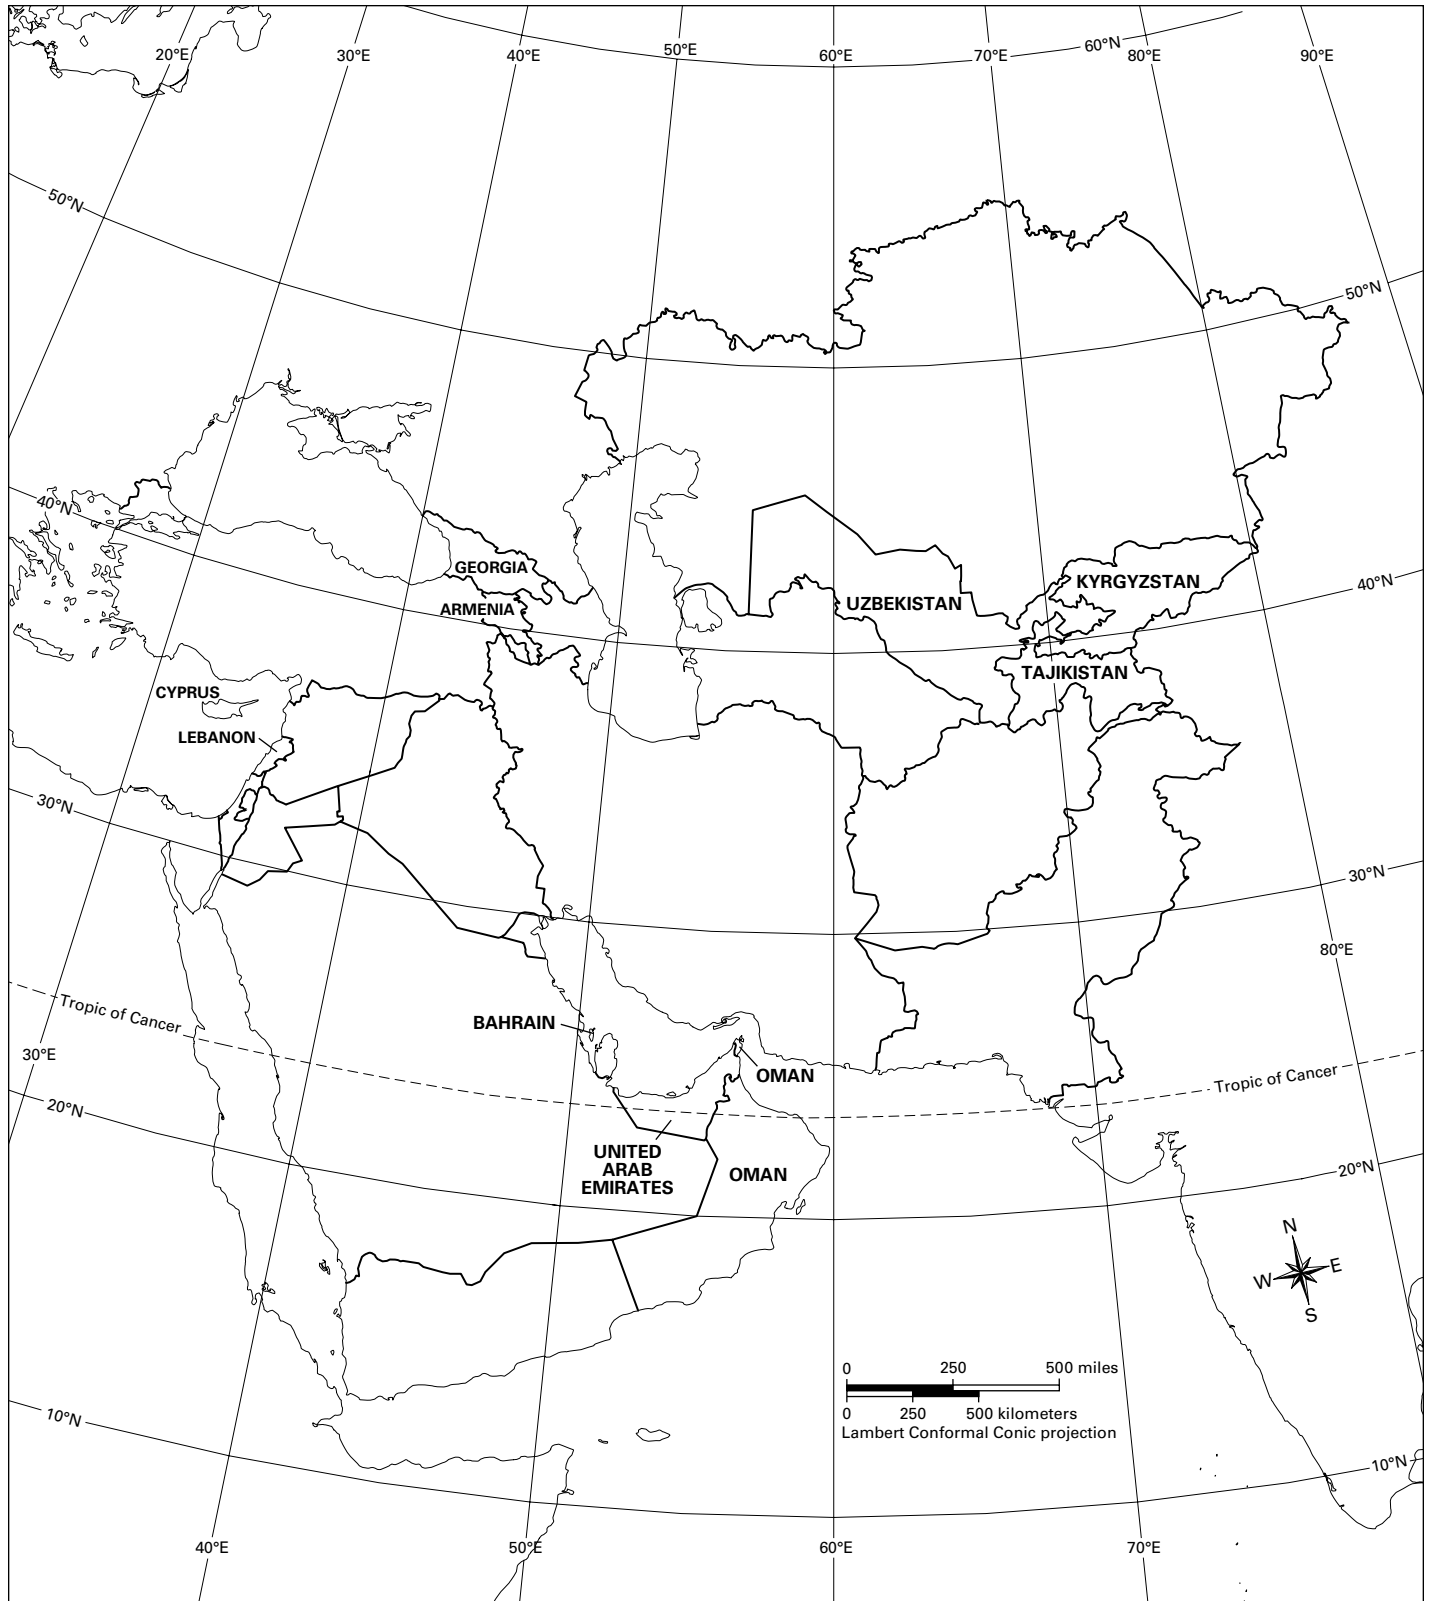 20°E
30°E
40°E
50°E
60°E
70°E
60°N
80°E
90°E
50°N
50°N
40°N
GEORGIA
KYRGYZSTAN
40°N
ARMENIA
UZBEKISTAN
TAJIKISTAN
CYPRUS
LEBANON
30°N
30°N
80°E
Tropic of Cancer
BAHRAIN
30°E
OMAN
Tropic of Cancer
20°N
UNITED
ARAB
EMIRATES
OMAN
20°N
N
W
E
S
0 250 500 miles
0 250 500 kilometers
Lambert Conformal Conic projection
10°N
10°N
40°E
50°E
60°E
70°E